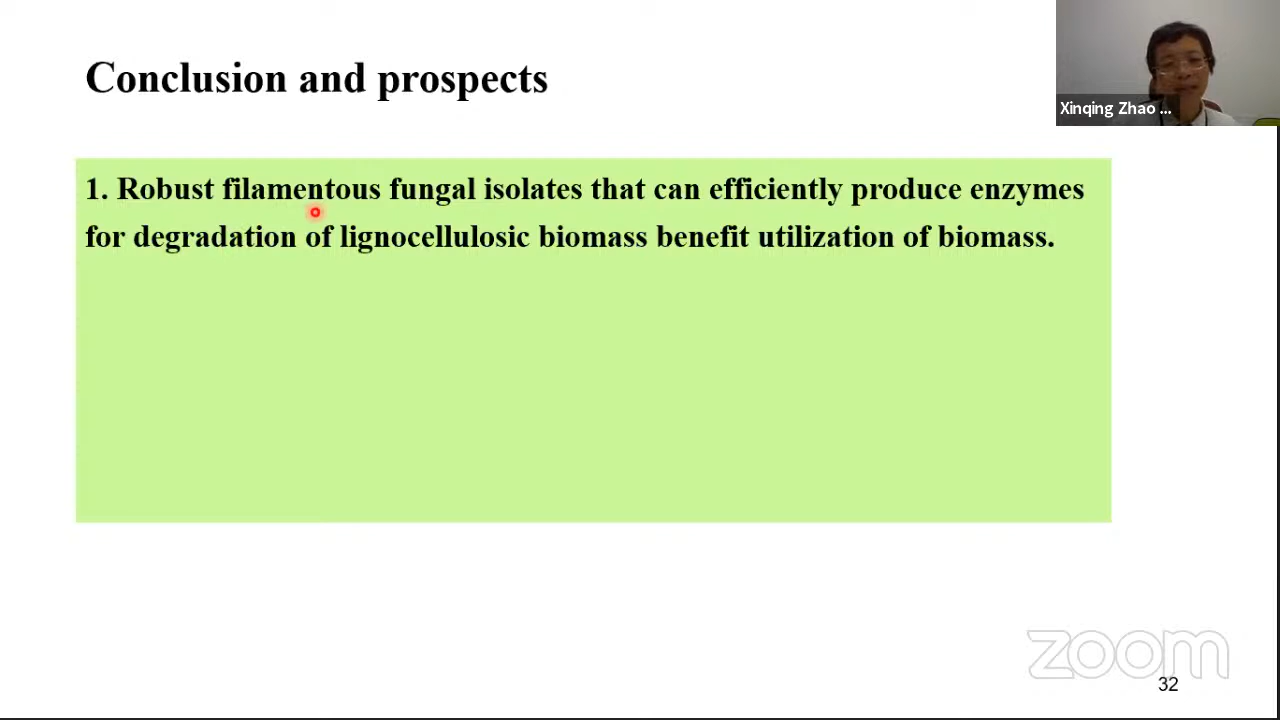 Conclusion and prospects
Xinqing Zhao ...
1. Robust filamentous fungal isolates that can efficiently produce enzymes
for degradation of lignocellulosic biomass benefit utilization of biomass.
zoom
32